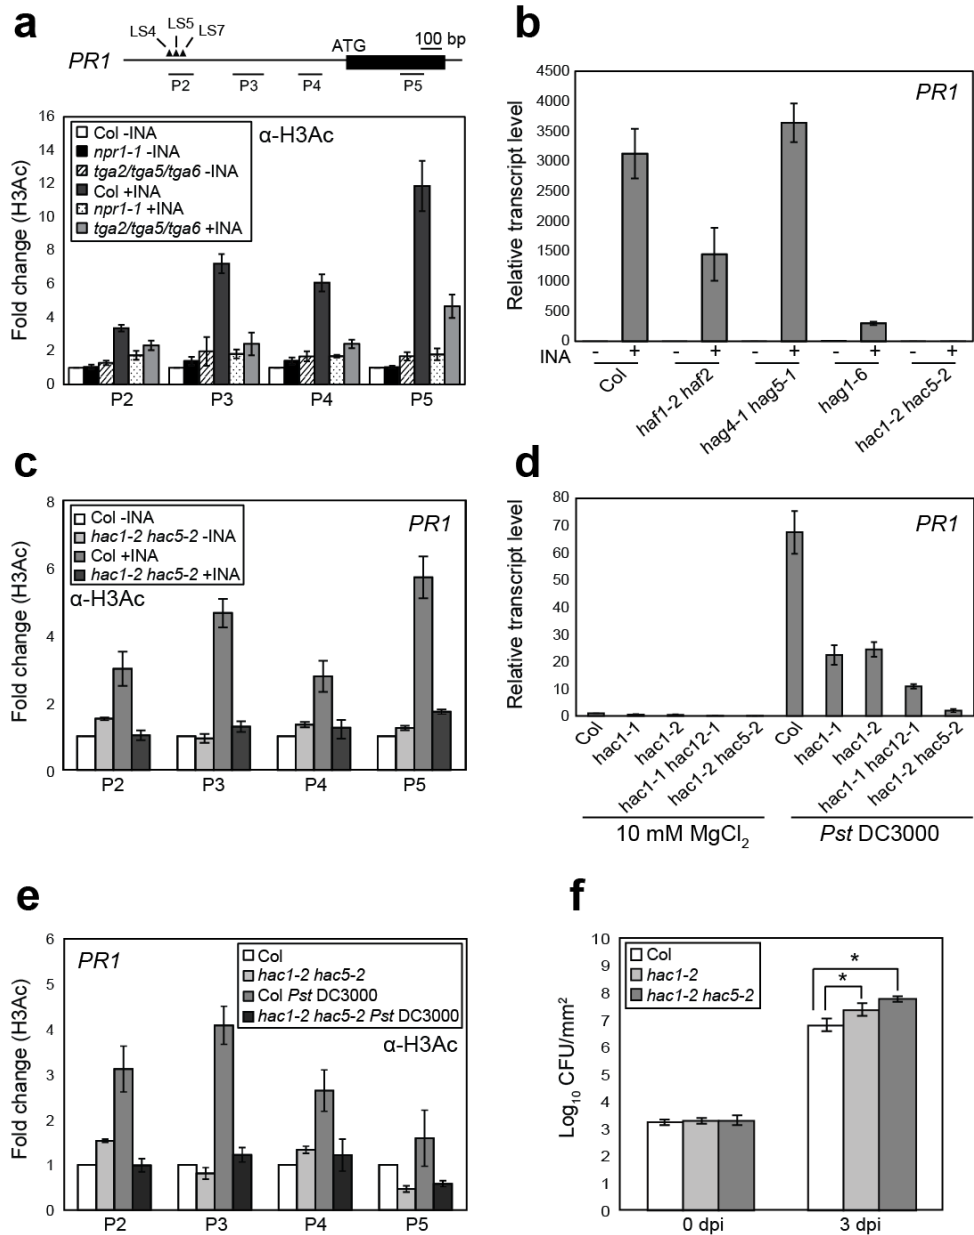 a
LS4
LS5
LS7
ATG
100 bp
PR1
P2 P3 P4 P5
Fold change (H3Ac)
16
14
12
10
8
6
4
2
0
Col -INA
npr1-1 -INA
tga2/tga5/tga6 -INA
Col +INA
npr1-1 +INA
tga2/tga5/tga6 +INA
α-H3Ac
P2 P3 P4 P5
b
Relative transcript level
4500
4000
3500
3000
2500
2000
1500
1000
500
0
PR1
INA - + - + - + - + - +
Col
haf1-2 haf2
hag4-1 hag5-1
hag1-6
hac1-2 hac5-2
c
Fold change (H3Ac)
8
6
4
2
0
Col -INA
hac1-2 hac5-2 -INA
Col +INA
hac1-2 hac5-2 +INA
α-H3Ac
PR1
P2 P3 P4 P5
d
Relative transcript level
80
70
60
50
40
30
20
10
0
PR1
Col
hac1-1
hac1-2
hac1-1 hac12-1
hac1-2 hac5-2
Col
hac1-1
hac1-2
hac1-1 hac12-1
hac1-2 hac5-2
10 mM MgCl₂
Pst DC3000
e
Fold change (H3Ac)
6
5
4
3
2
1
0
PR1
Col
hac1-2 hac5-2
Col Pst DC3000
hac1-2 hac5-2 Pst DC3000
α-H3Ac
P2 P3 P4 P5
f
Log₁₀ CFU/mm²
10
9
8
7
6
5
4
3
2
1
0
Col
hac1-2
hac1-2 hac5-2
*
*
0 dpi 3 dpi